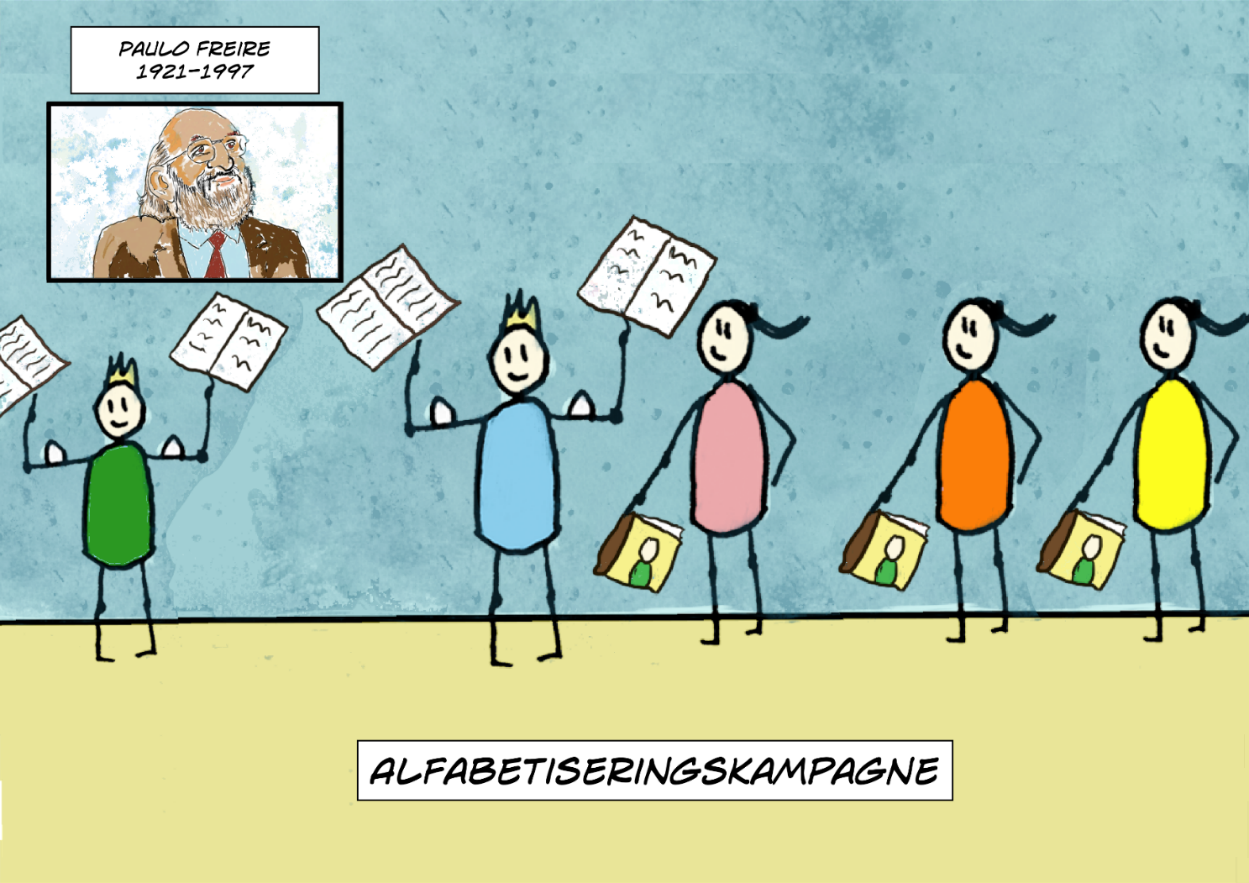 PAULO FREIRE
1921-1997
ALFABETISERINGSKAMPAGNE